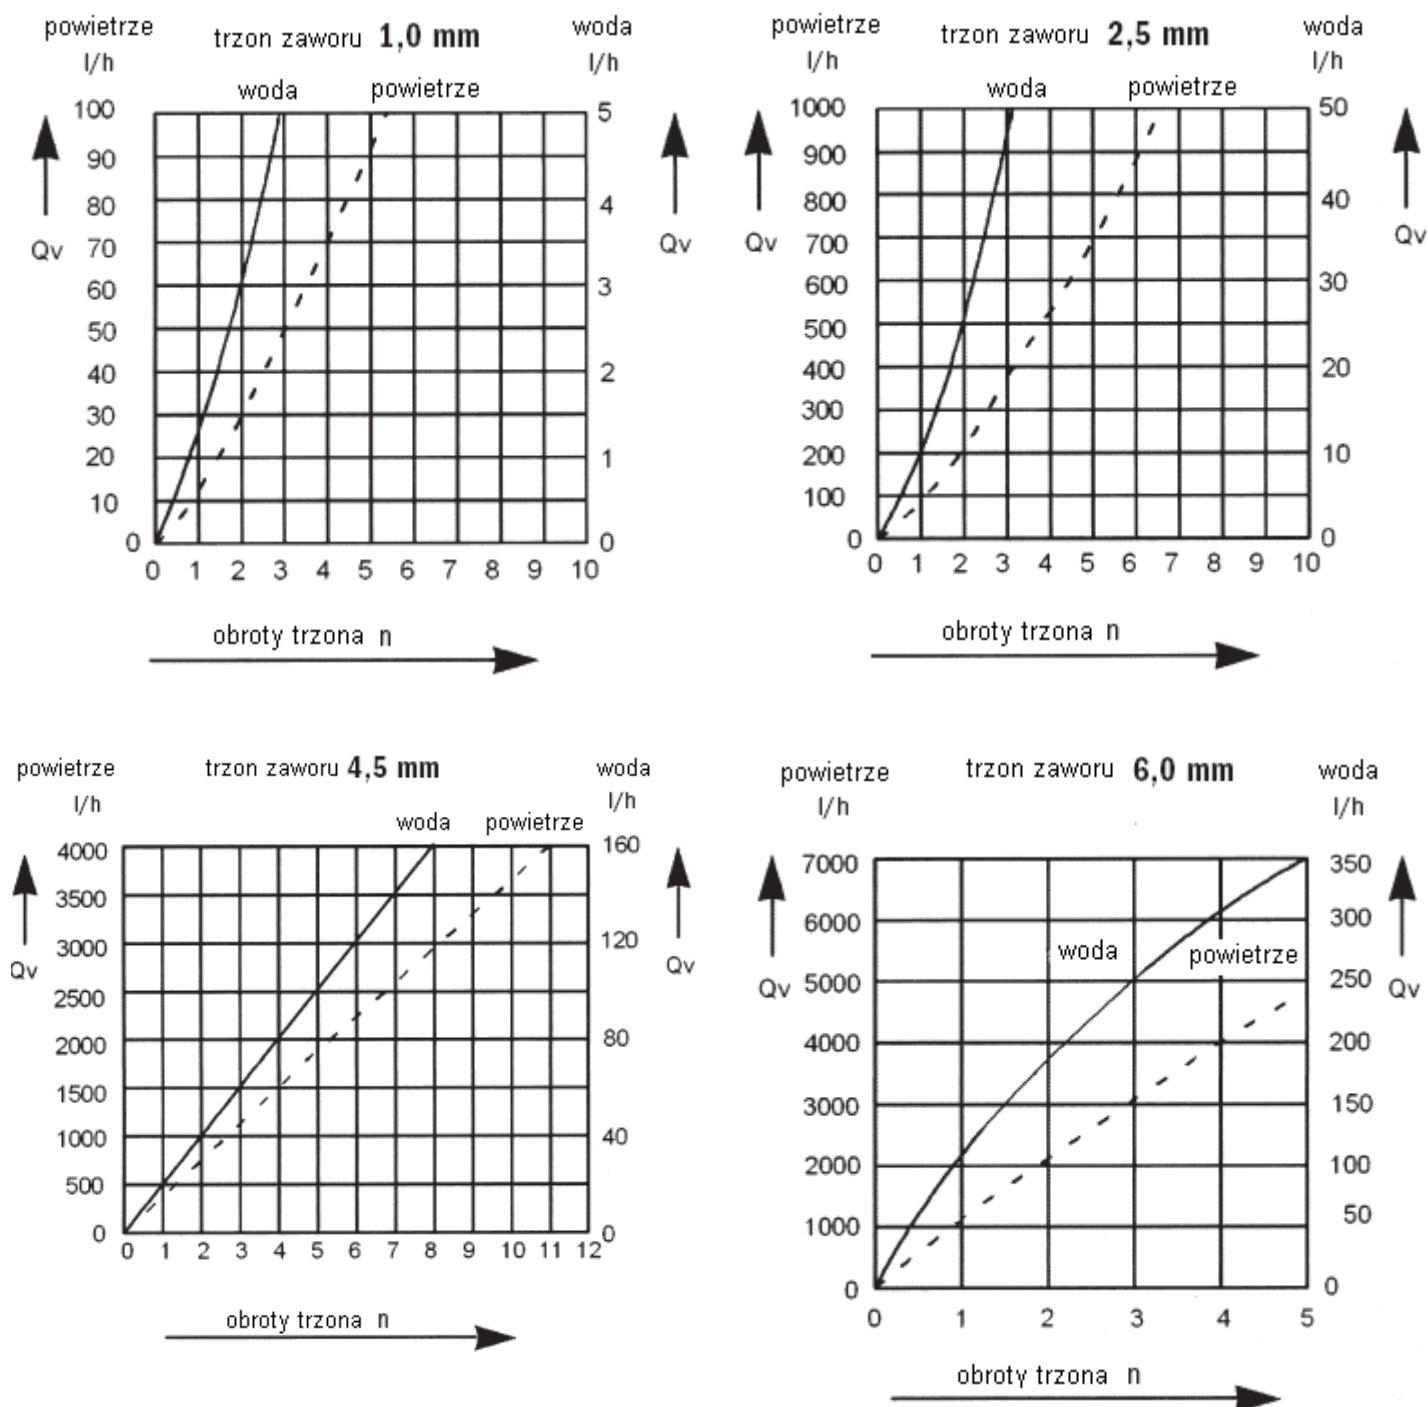 powietrze trzon zaworu 1,0 mm woda
l/h l/h
woda powietrze
100 5
90
80 4
Qv 70 Qv
60 3
50
40 2
30
20 1
10
0 0
0 1 2 3 4 5 6 7 8 9 10
obroty trzona n
powietrze trzon zaworu 2,5 mm woda
l/h l/h
woda powietrze
1000 50
900
800 40
Qv 700 Qv
600 30
500
400 20
300
200 10
100
0 0
0 1 2 3 4 5 6 7 8 9 10
obroty trzona n
powietrze trzon zaworu 4,5 mm woda
l/h l/h
woda powietrze
4000 160
3500
3000 120
Qv Qv
2500
2000 80
1500
1000 40
500
0 0
0 1 2 3 4 5 6 7 8 9 10 11 12
obroty trzona n
powietrze trzon zaworu 6,0 mm woda
l/h l/h
7000 350
6000 300
woda powietrze
Qv 5000 250 Qv
4000 200
3000 150
2000 100
1000 50
0 0
0 1 2 3 4 5
obroty trzona n